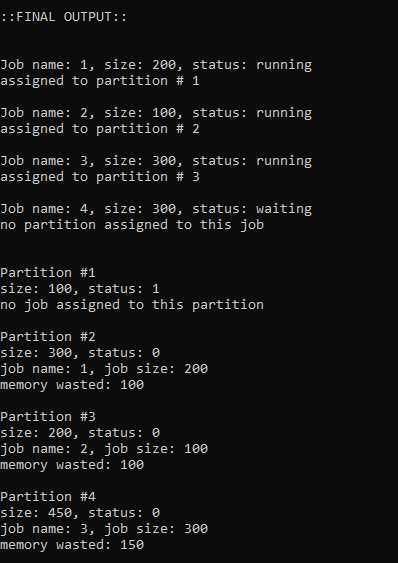 ::FINAL OUTPUT::
Job name: 1, size: 200, status: running
assigned to partition # 1
Job name: 2, size: 100, status: running
assigned to partition # 2
Job name: 3, size: 300, status: running
assigned to partition # 3
Job name: 4, size: 300, status: waiting
no partition assigned to this job
Partition #1
size: 100, status: 1
no job assigned to this partition
Partition #2
size: 300, status: 0
job name: 1, job size: 200
memory wasted: 100
Partition #3
size: 200, status: 0
job name: 2, job size: 100
memory wasted: 100
Partition #4
size: 450, status: 0
job name: 3, job size: 300
memory wasted: 150